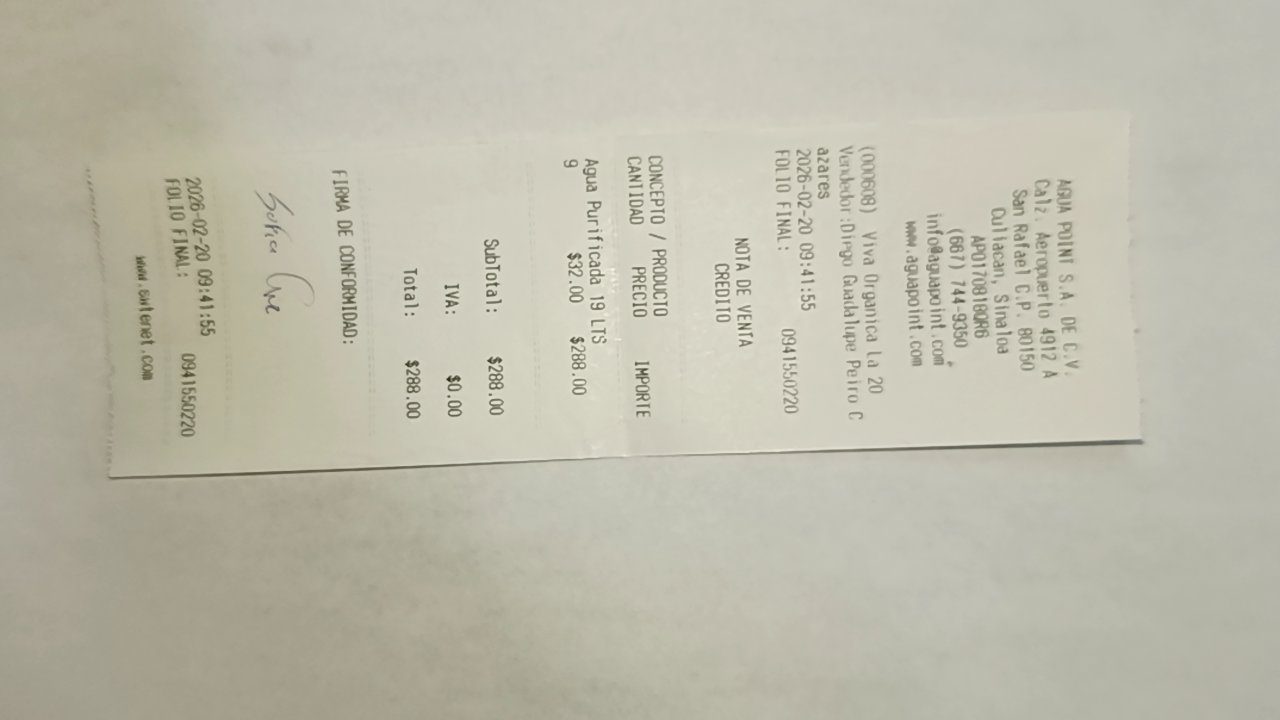 AGUA POINT S.A. DE C.V.
Calz. Aeropuerto 4912 A
San Rafael C.P. 80150
Culiacan, Sinaloa
APO170818QR6
(667) 744-9350
info@aguapoint.com
www.aguapoint.com
(000608) Viva Organica La 20
Vendedor:Diego Guadalupe Peiro C
azares
2026-02-20 09:41:55
FOLIO FINAL: 0941550220
NOTA DE VENTA
CREDITO
CONCEPTO / PRODUCTO
CANTIDAD PRECIO IMPORTE
Agua Purificada 19 LTS
9 $32.00 $288.00
SubTotal: $288.00
IVA: $0.00
Total: $288.00
FIRMA DE CONFORMIDAD:
2026-02-20 09:41:55
FOLIO FINAL: 0941550220